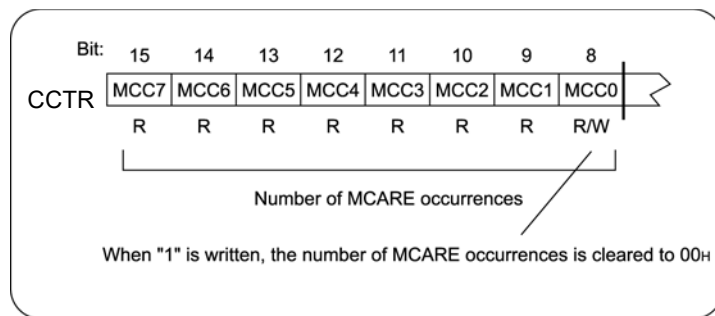 Bit: 15 14 13 12 11 10 9 8
CCTR MCC7 MCC6 MCC5 MCC4 MCC3 MCC2 MCC1 MCC0
R R R R R R R R/W
Number of MCARE occurrences
When "1" is written, the number of MCARE occurrences is cleared to 00H